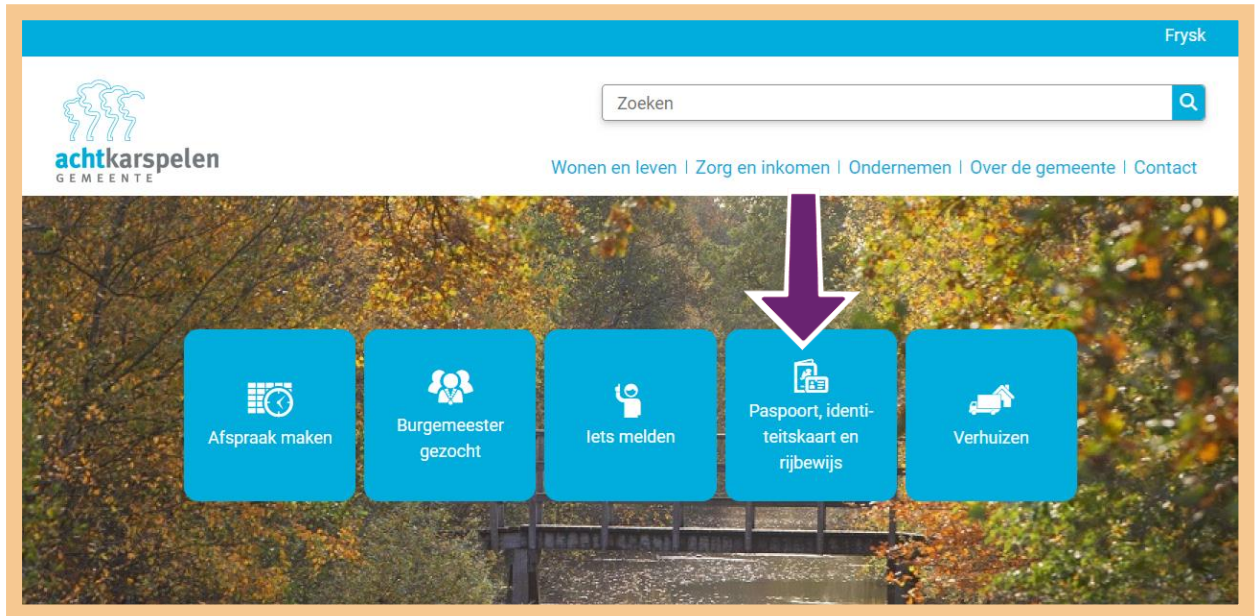 Frysk
Zoeken
achtkarspelen
GEMEENTE
Wonen en leven | Zorg en inkomen | Ondernemen | Over de gemeente | Contact
Afspraak maken
Burgemeester
gezocht
Iets melden
Paspoort, identi-
teitskaart en
rijbewijs
Verhuizen